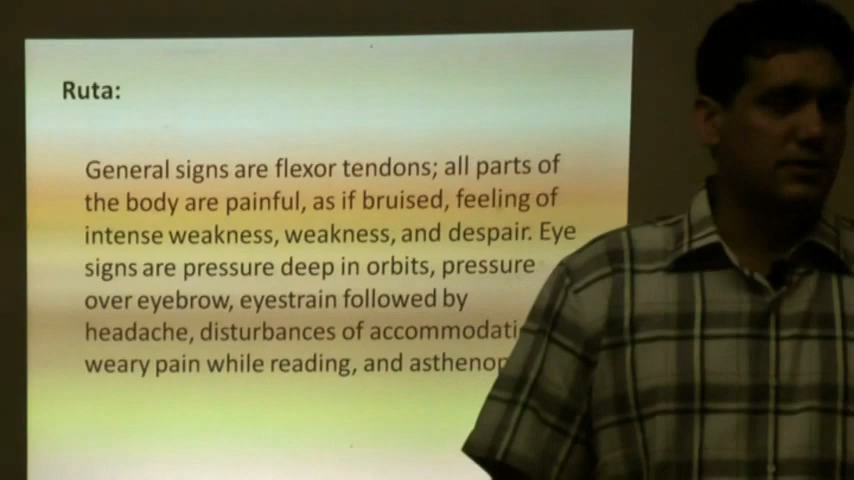 Ruta:
General signs are flexor tendons; all parts of
the body are painful, as if bruised, feeling of
intense weakness, weakness, and despair. Eye
signs are pressure deep in orbits, pressure
over eyebrow, eyestrain followed by
headache, disturbances of
weary pain while reading, and